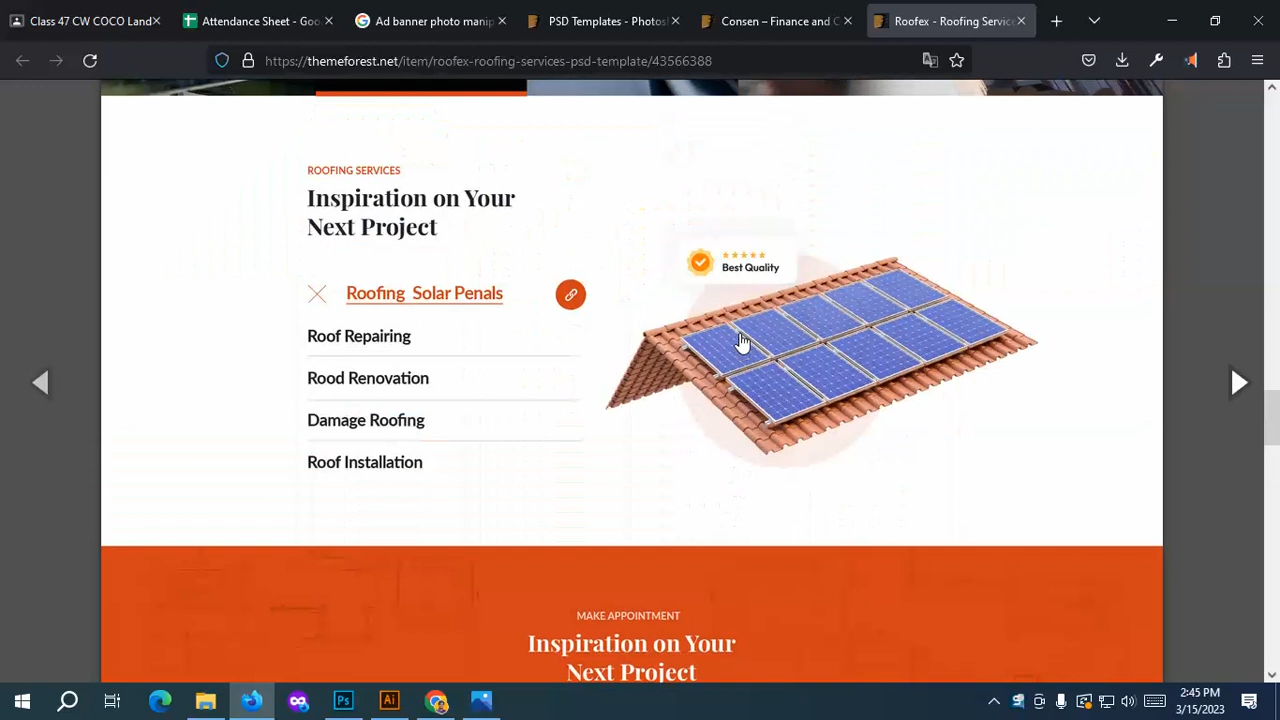 Class 47 CW COCO Land
Attendance Sheet - Goo
Ad banner photo manip
PSD Templates - Photos
Consen – Finance and C
Roofex - Roofing Service
https://themeforest.net/item/roofex-roofing-services-psd-template/43566388
ROOFING SERVICES
Inspiration on Your
Next Project
Best Quality
Roofing Solar Penals
Roof Repairing
Rood Renovation
Damage Roofing
Roof Installation
MAKE APPOINTMENT
Inspiration on Your
Next Project
2:45 PM
3/15/2023